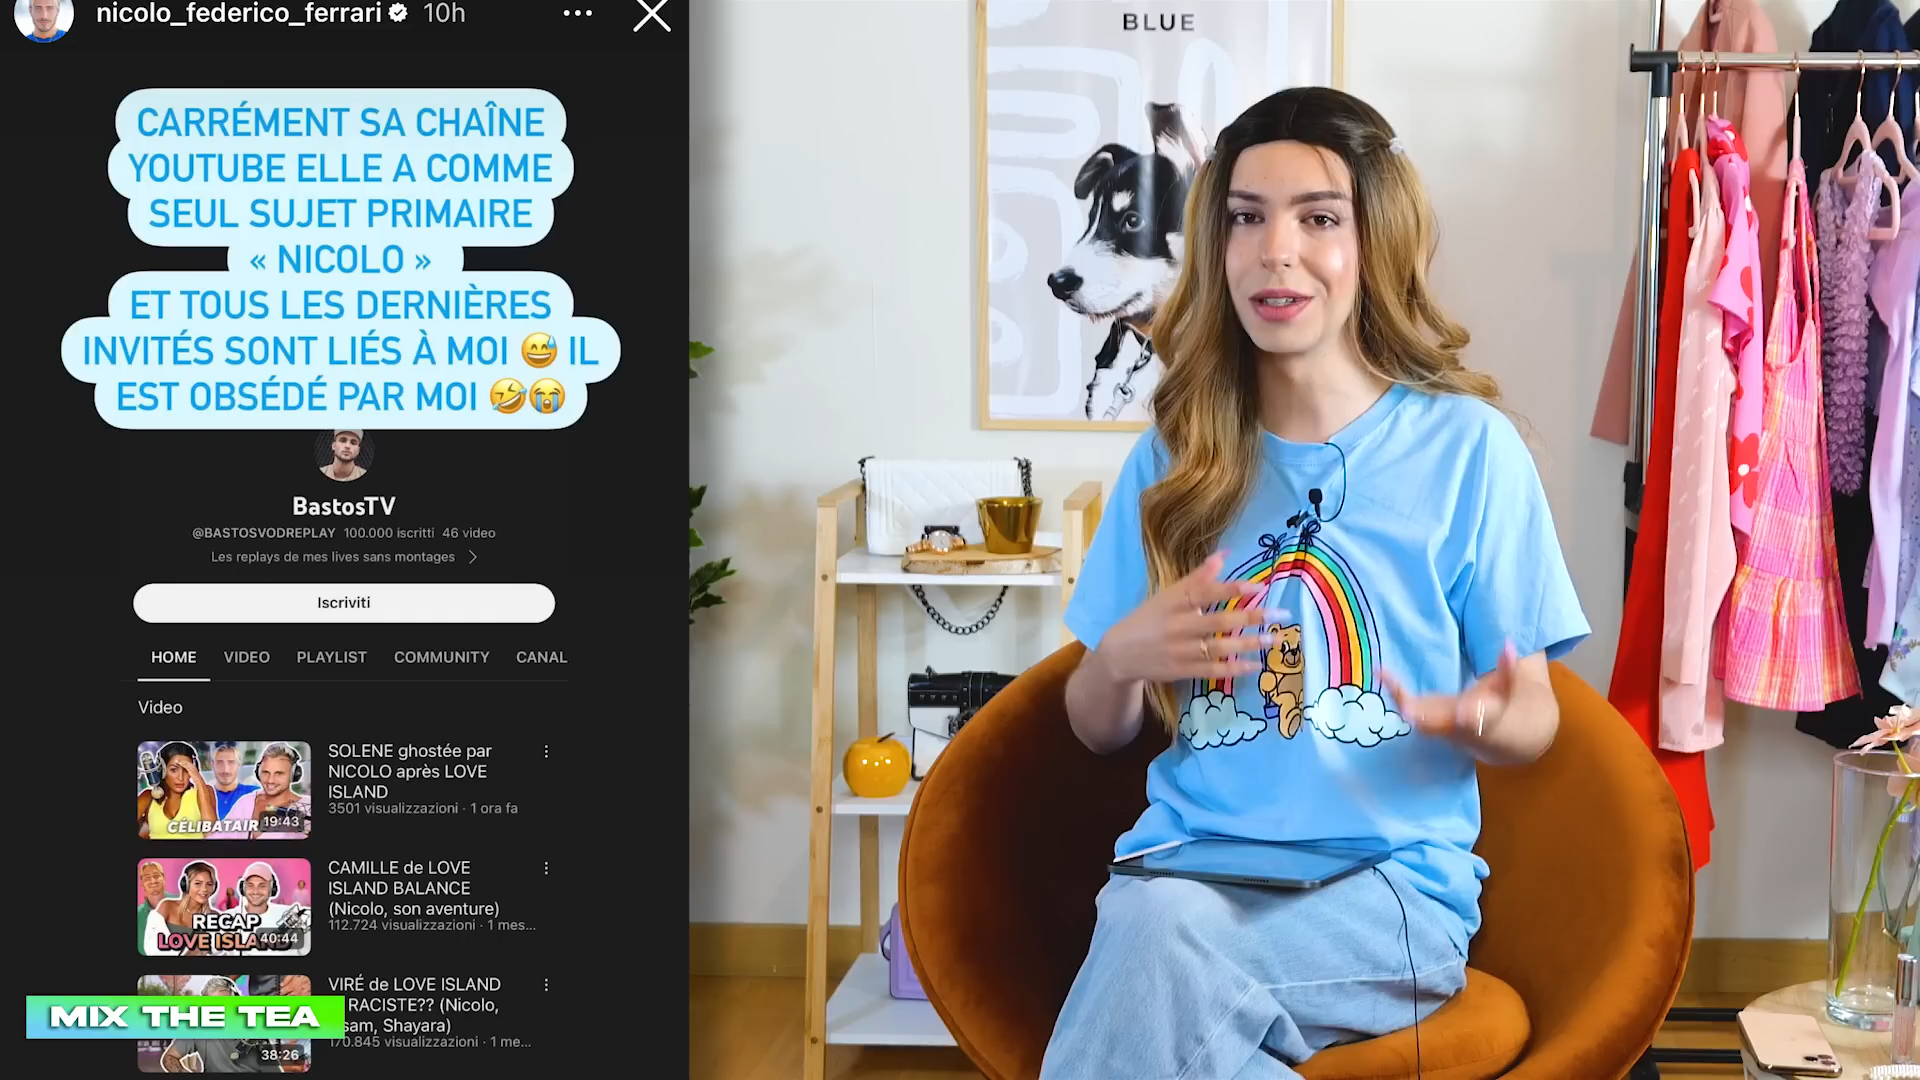 nicolo_federico_ferrari 10h
CARRÉMENT SA CHAÎNE
YOUTUBE ELLE A COMME
SEUL SUJET PRIMAIRE
« NICOLO »
ET TOUS LES DERNIÈRES
INVITÉS SONT LIÉS À MOI 😅 IL
EST OBSÉDÉ PAR MOI 🤣😭
BastosTV
@BASTOSVODREPLAY 100.000 iscritti 46 video
Les replays de mes lives sans montages
Iscriviti
HOME VIDEO PLAYLIST COMMUNITY CANAL
Video
SOLENE ghostée par
NICOLO après LOVE
ISLAND
3501 visualizzazioni · 1 ora fa
CÉLIBATAIR
19:43
CAMILLE de LOVE
ISLAND BALANCE
(Nicolo, son aventure)
112.724 visualizzazioni · 1 mes...
RECAP
LOVE ISLAND
40:44
VIRÉ de LOVE ISLAND
RACISTE?? (Nicolo,
sam, Shayara)
170.845 visualizzazioni · 1 me...
38:26
MIX THE TEA
BLUE